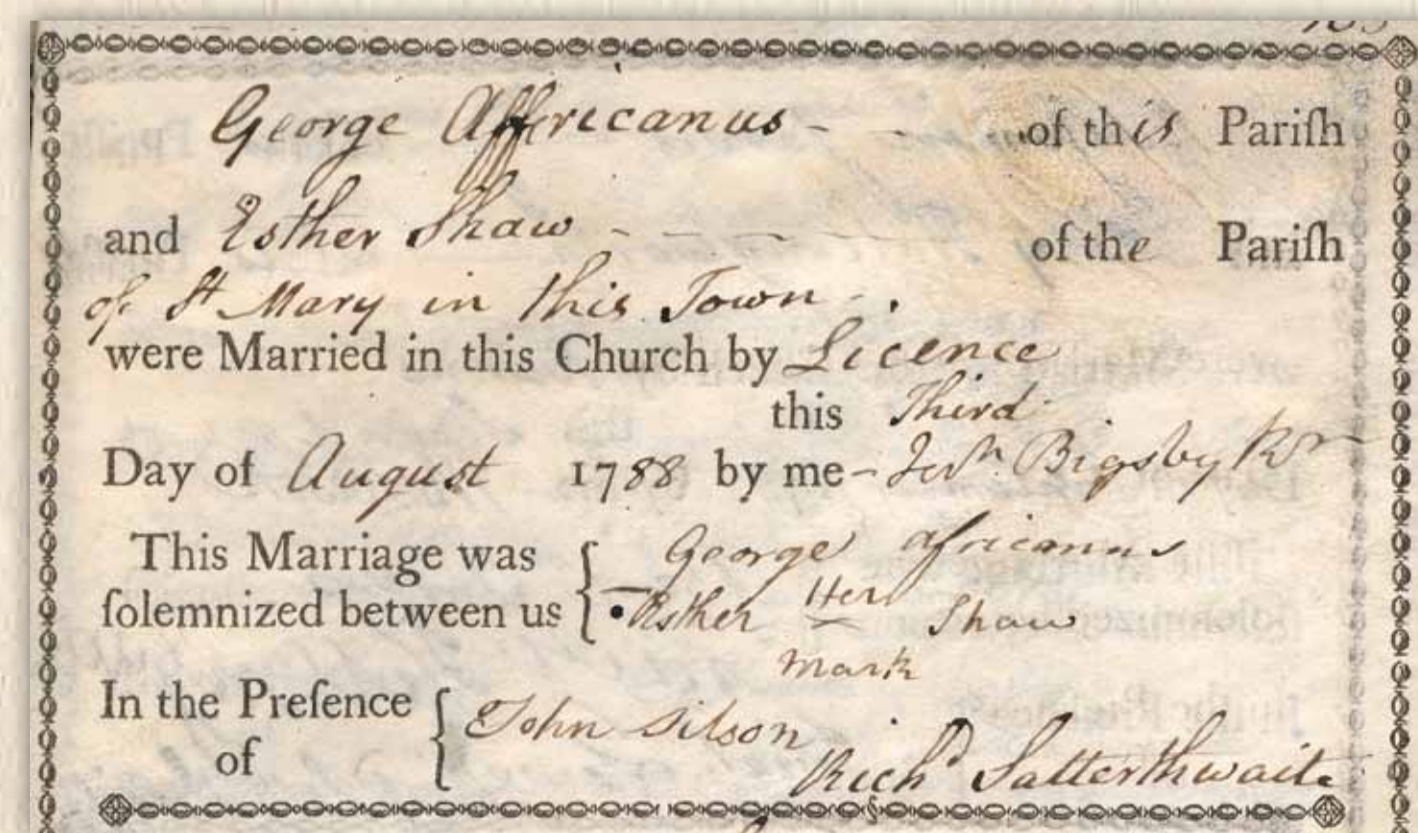 George Affricanus - - of this Pariſh
and Esther Shaw - - - - of the Pariſh
of St Mary in this Town - .
were Married in this Church by Licence
this Third
Day of August 1788 by me - Bigsby
This Marriage was { George africanus
ſolemnized between us { Esther Her Shaw
mark
In the Preſence { John Silson
of Richd Satterthwaite